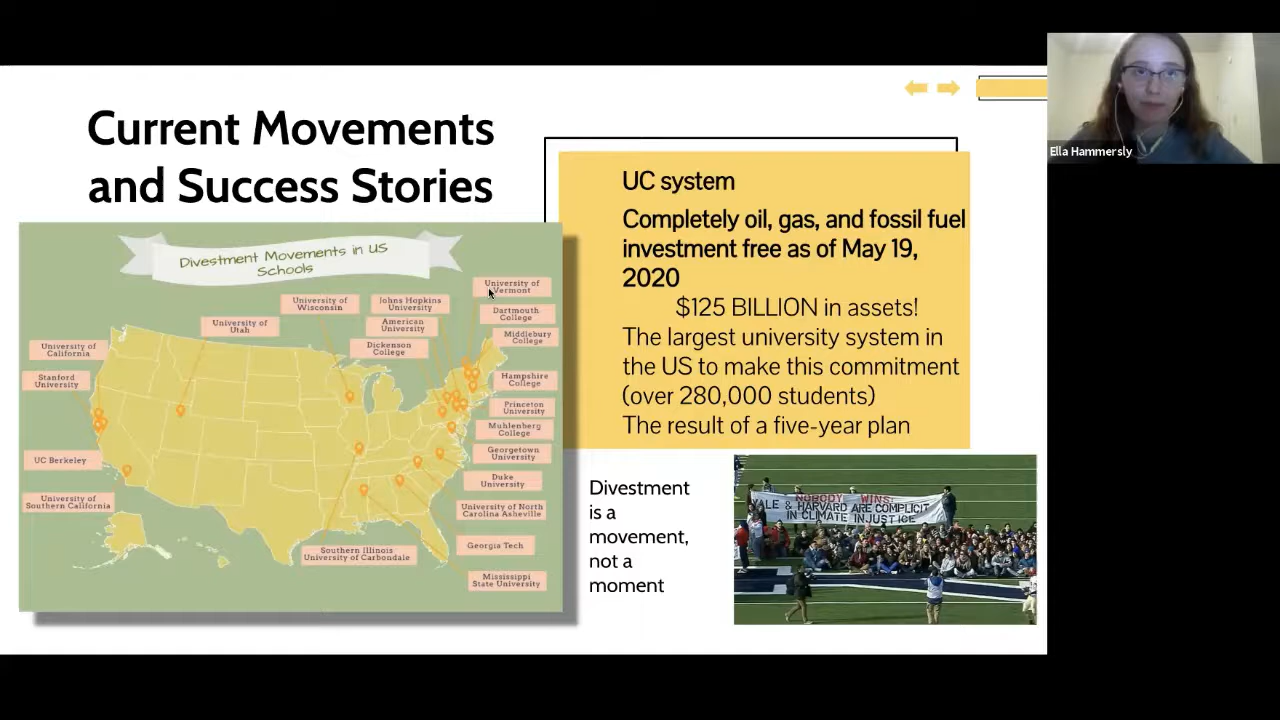 Current Movements
and Success Stories
Divestment Movements in US
Schools
University of
Vermont
University of
Wisconsin
Johns Hopkins
University
Dartmouth
College
University of
Utah
American
University
Middlebury
College
University of
California
Dickenson
College
Stanford
University
Hampshire
College
Princeton
University
Muhlenberg
College
UC Berkeley
Georgetown
University
Duke
University
University of
Southern California
University of North
Carolina Asheville
Georgia Tech
Southern Illinois
University of Carbondale
Mississippi
State University
UC system
Completely oil, gas, and fossil fuel
investment free as of May 19,
2020
$125 BILLION in assets!
The largest university system in
the US to make this commitment
(over 280,000 students)
The result of a five-year plan
Divestment
is a
movement,
not a
moment
NOBODY WINS!
YALE & HARVARD ARE COMPLICIT
IN CLIMATE INJUSTICE
Ella Hammersly